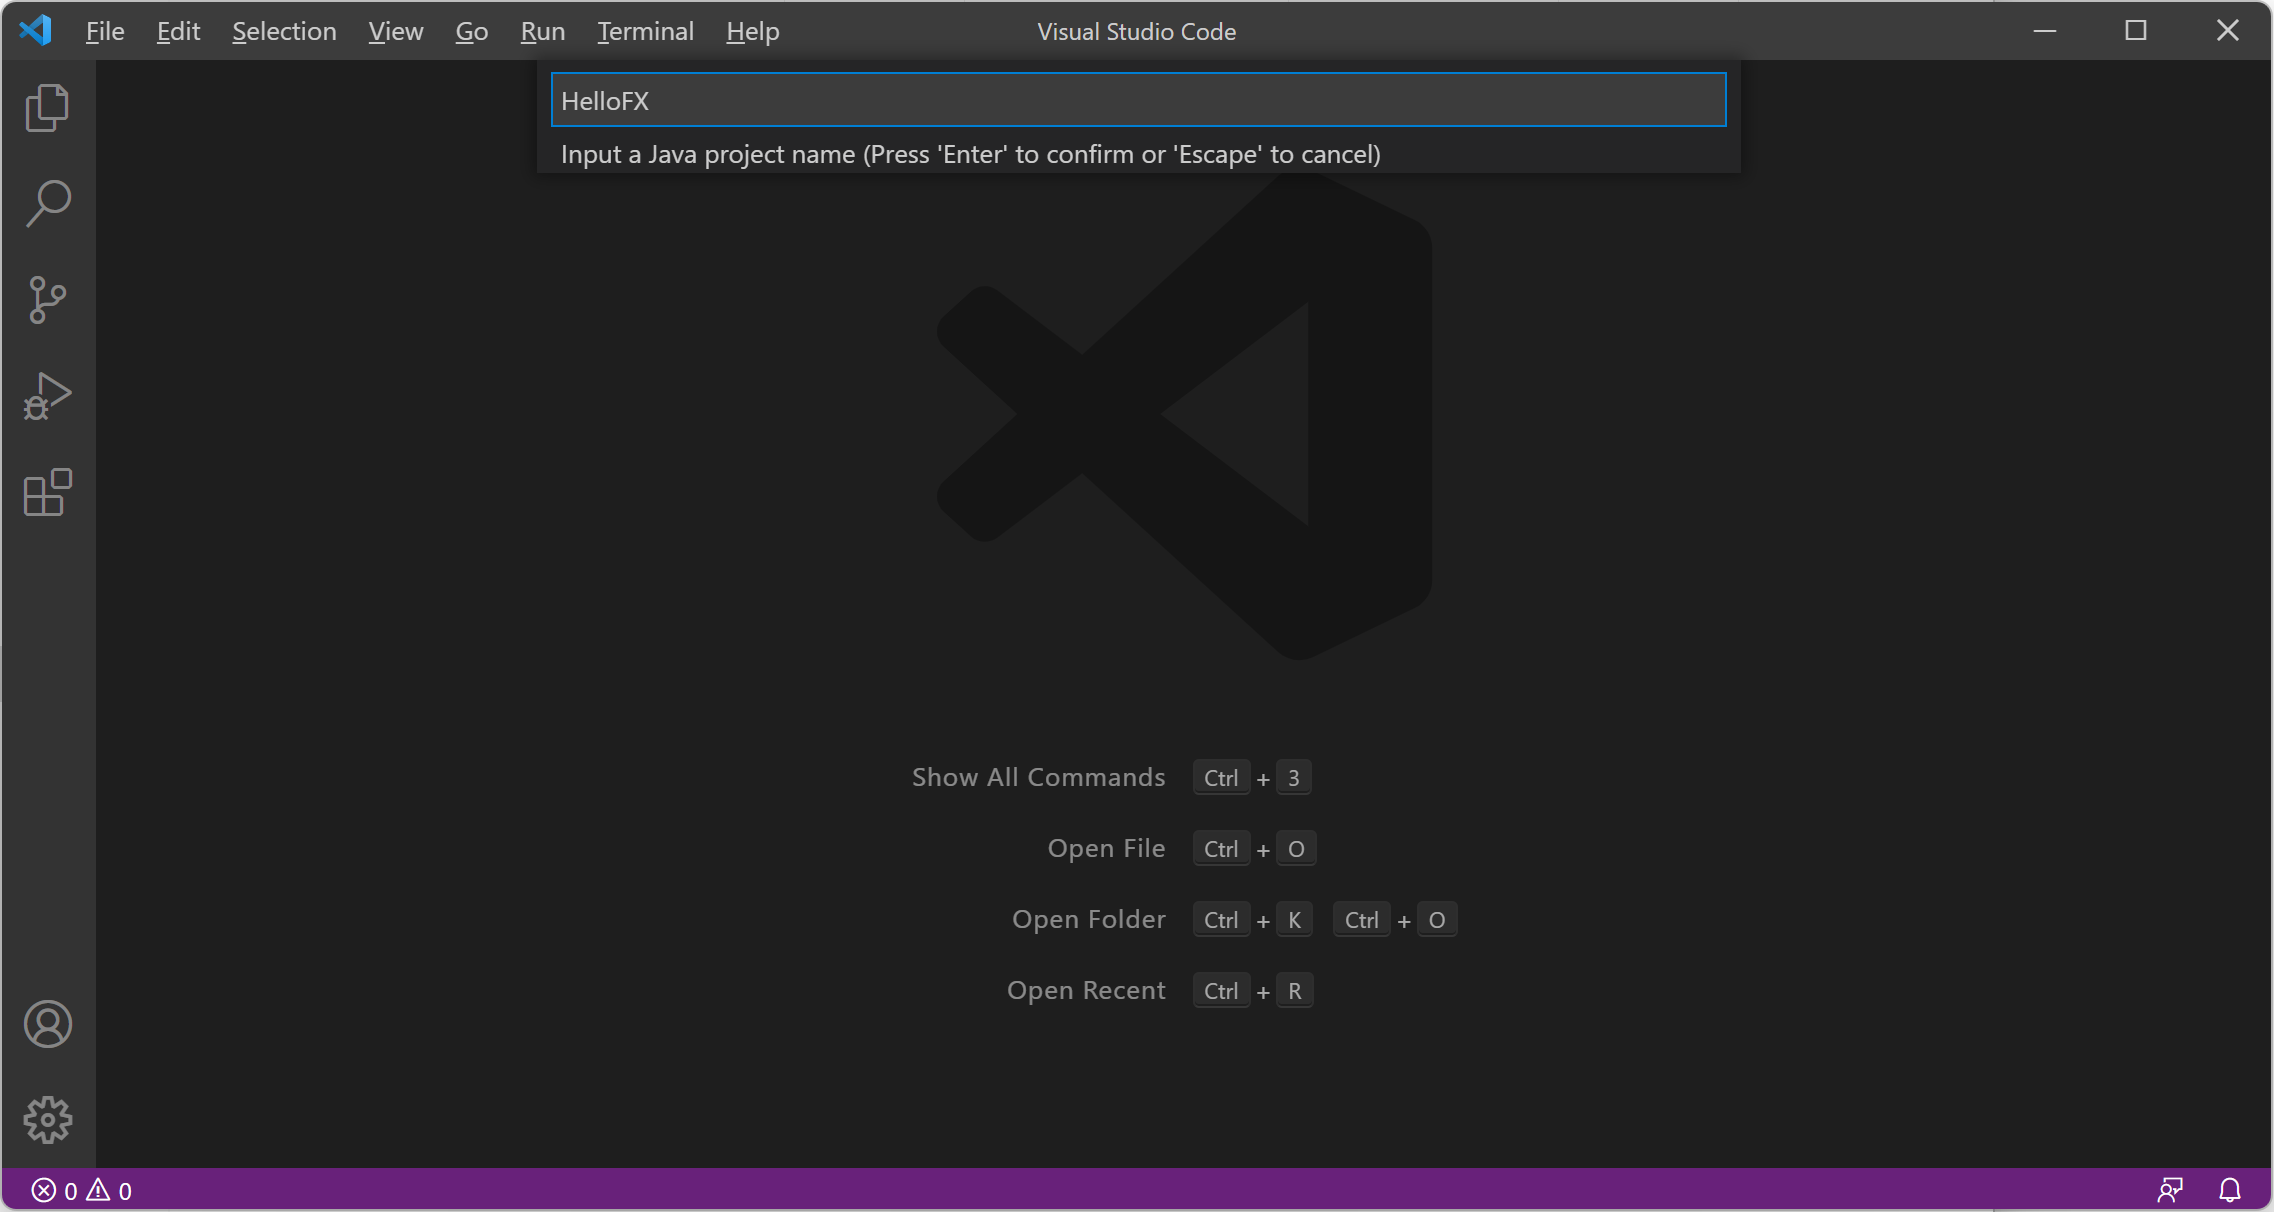 File Edit Selection View Go Run Terminal Help Visual Studio Code
HelloFX
Input a Java project name (Press 'Enter' to confirm or 'Escape' to cancel)
Show All Commands Ctrl + 3
Open File Ctrl + O
Open Folder Ctrl + K Ctrl + O
Open Recent Ctrl + R
0 0